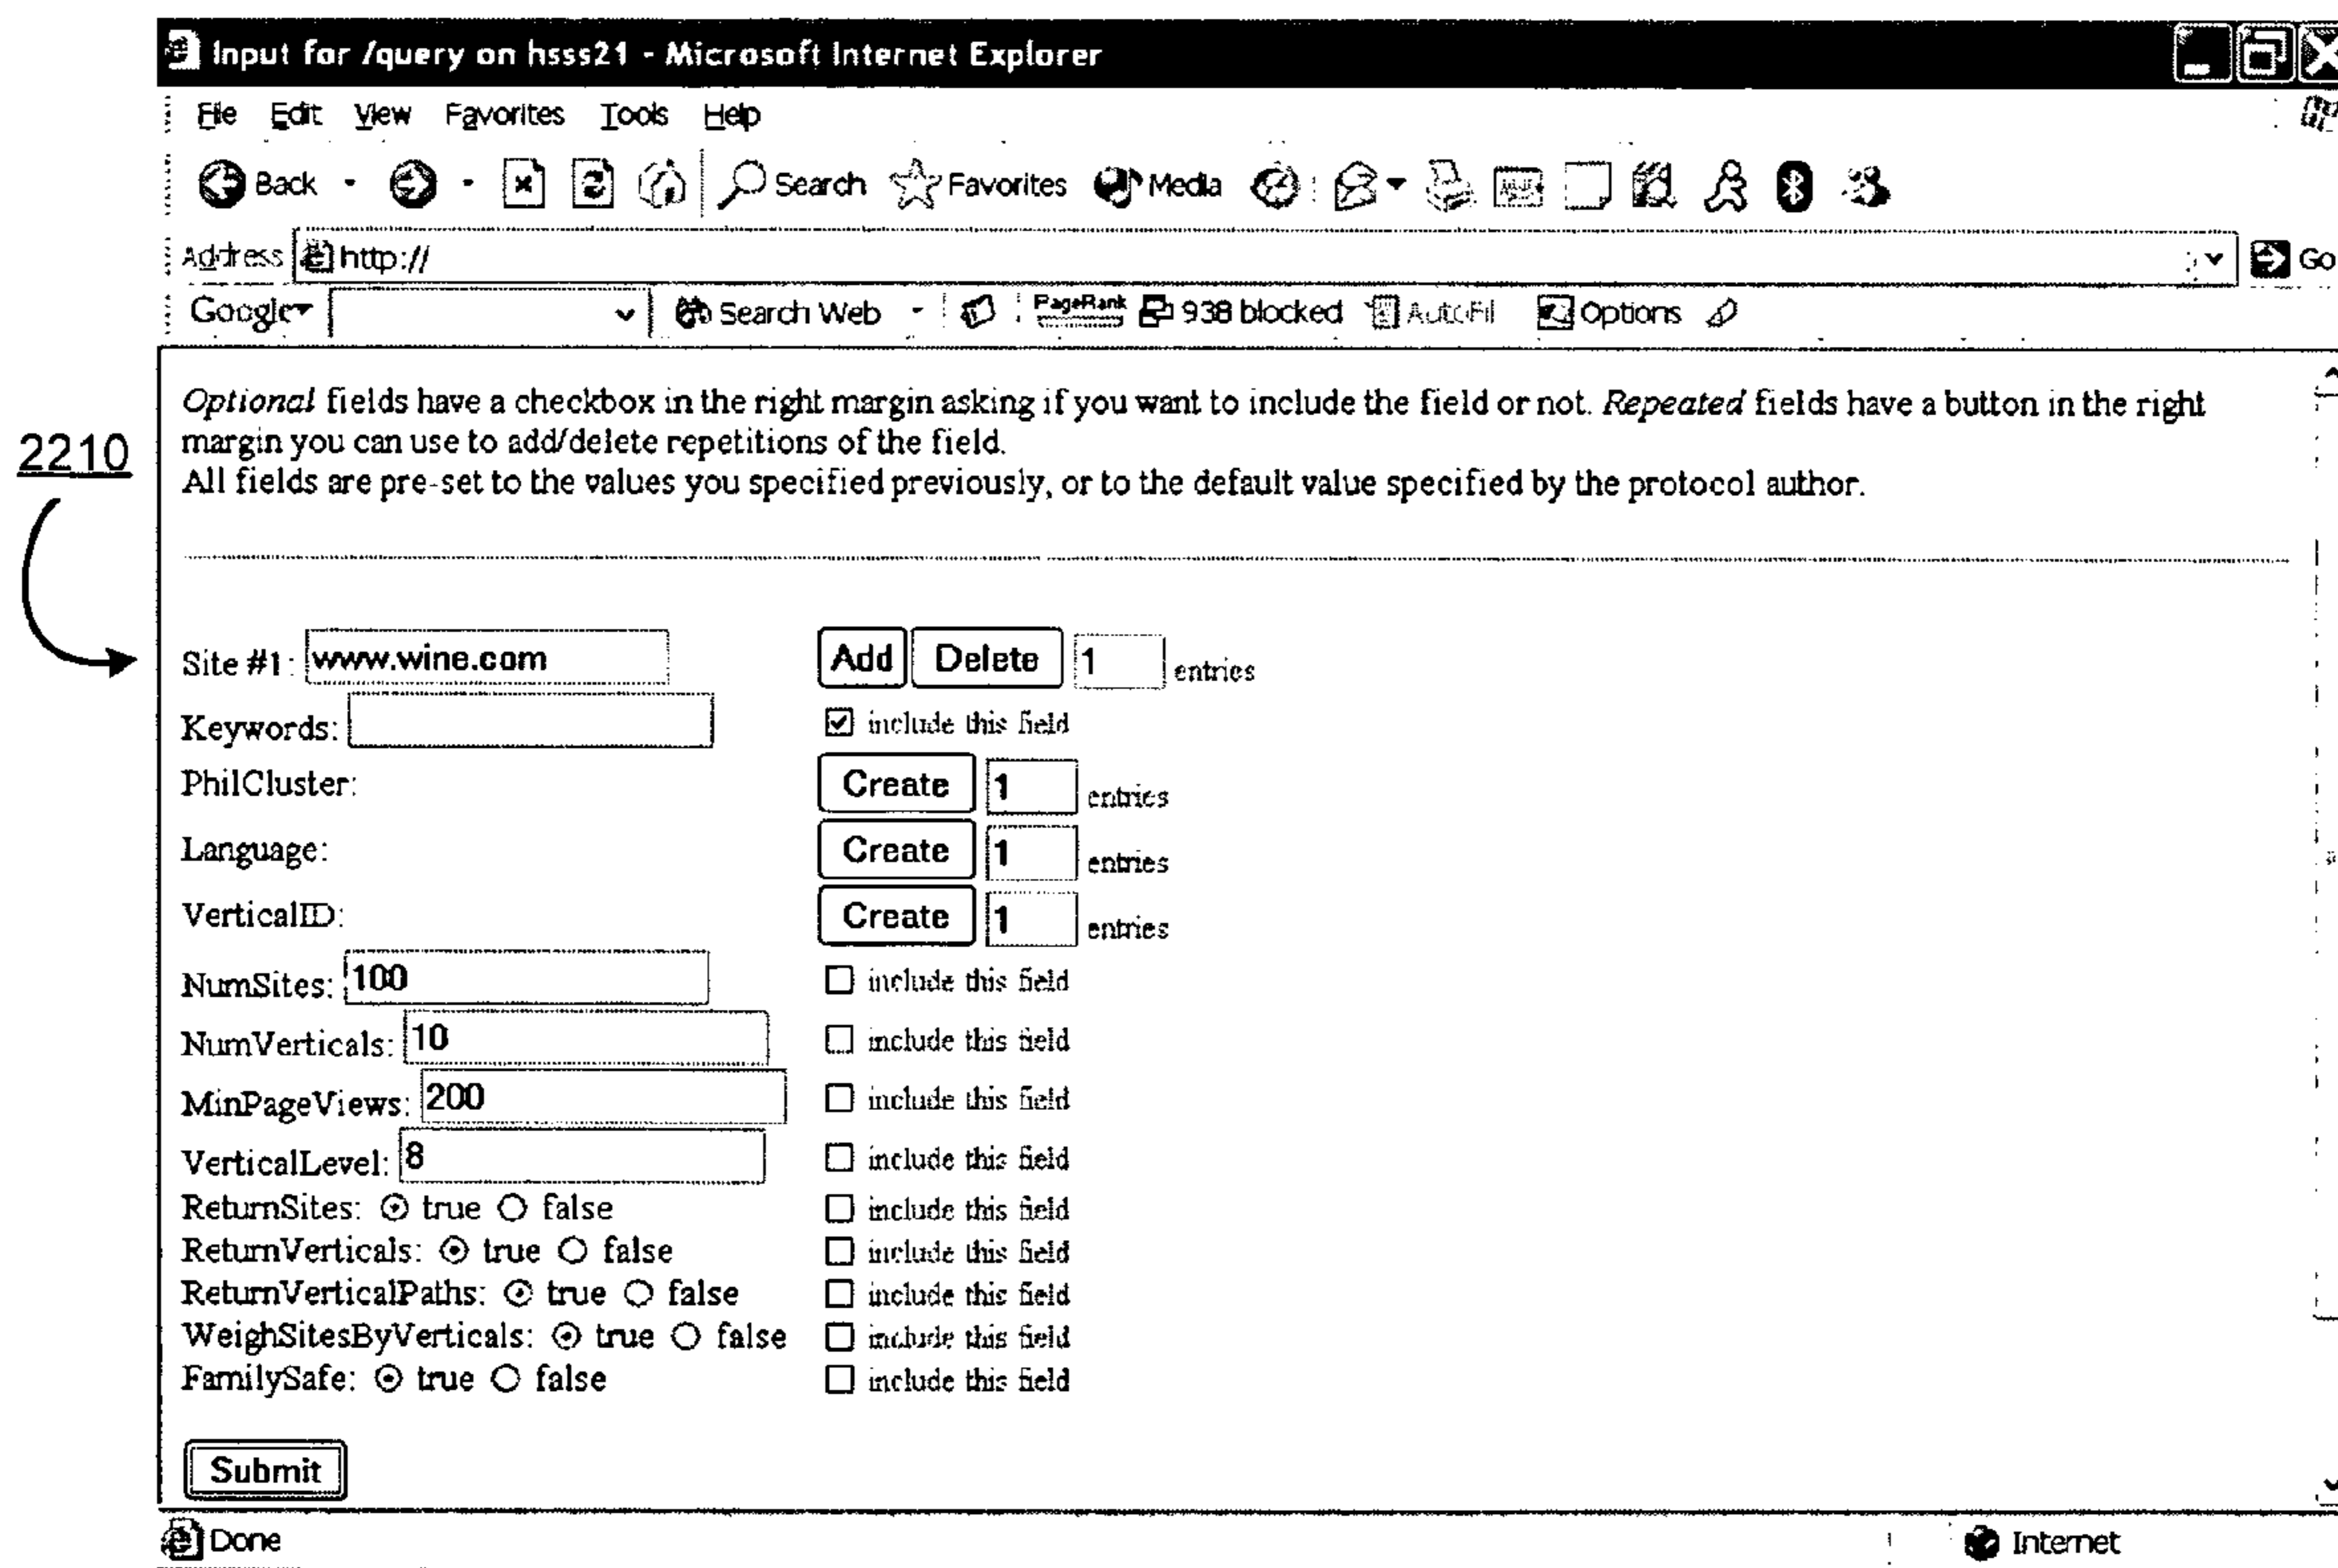 Input for /query on hsss21 - Microsoft Internet Explorer
File Edit View Favorites Tools Help
Back Search Favorites Media
Address http:// Go
Google Search Web PageRank 938 blocked AutoFill Options
Optional fields have a checkbox in the right margin asking if you want to include the field or not. Repeated fields have a button in the right
margin you can use to add/delete repetitions of the field.
2210
All fields are pre-set to the values you specified previously, or to the default value specified by the protocol author.
Site #1: www.wine.com Add Delete 1 entries
Keywords: include this field
PhilCluster: Create 1 entries
Language: Create 1 entries
VerticalID: Create 1 entries
NumSites: 100 include this field
NumVerticals: 10 include this field
MinPageViews: 200 include this field
VerticalLevel: 8 include this field
ReturnSites: true false include this field
ReturnVerticals: true false include this field
ReturnVerticalPaths: true false include this field
WeighSitesByVerticals: true false include this field
FamilySafe: true false include this field
Submit
Done Internet